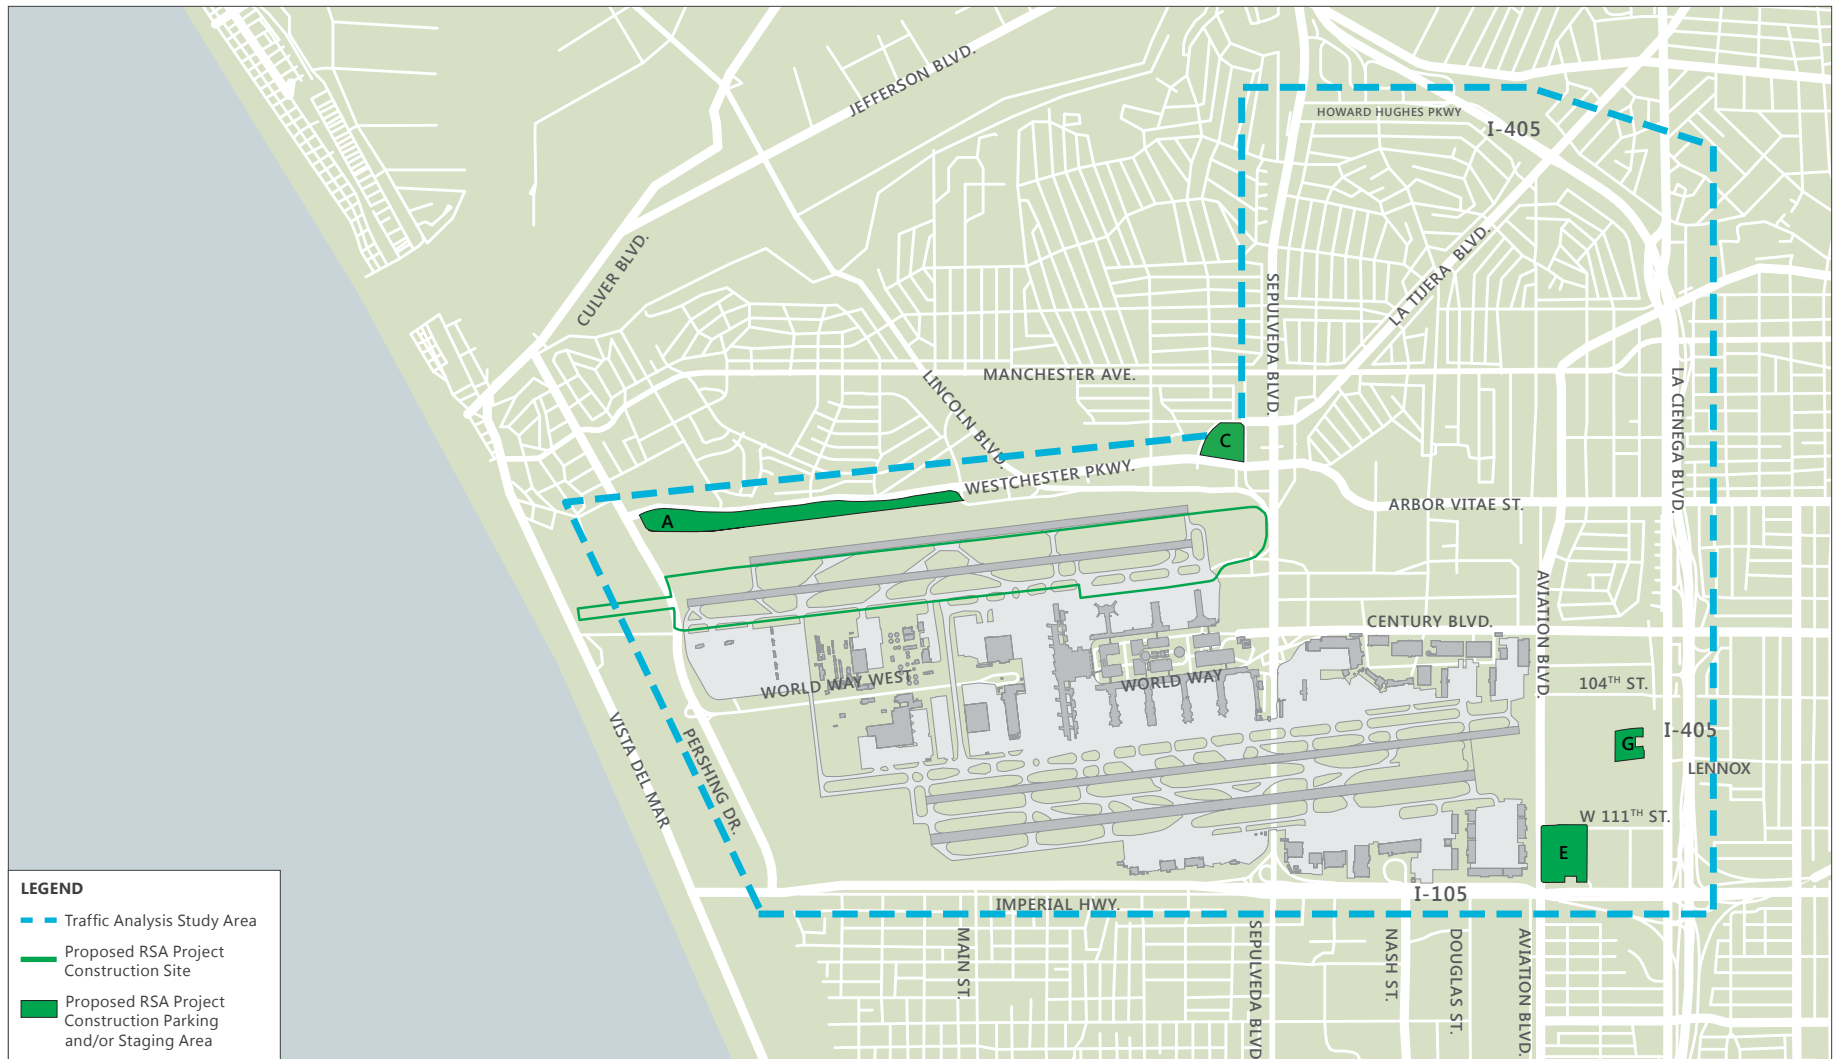 JEFFERSON BLVD.
HOWARD HUGHES PKWY
I-405
CULVER BLVD.
LA TIJERA BLVD.
SEPULVEDA BLVD.
MANCHESTER AVE.
LINCOLN BLVD.
LA CIENEGA BLVD.
C
WESTCHESTER PKWY.
ARBOR VITAE ST.
A
AVIATION BLVD.
CENTURY BLVD.
WORLD WAY WEST
WORLD WAY
104TH ST.
I-405
G
LENNOX
VISTA DEL MAR
PERSHING DR.
W 111TH ST.
E
I-105
IMPERIAL HWY.
MAIN ST.
SEPULVEDA BLVD
NASH ST.
DOUGLAS ST.
AVIATION BLVD.
LEGEND
Traffic Analysis Study Area
Proposed RSA Project
Construction Site
Proposed RSA Project
Construction Parking
and/or Staging Area